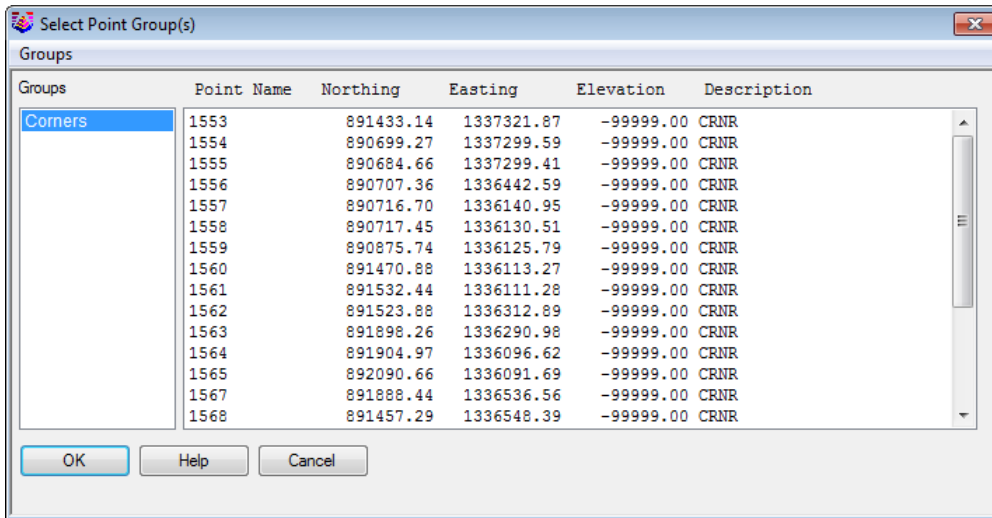 Select Point Group(s)
Groups
Groups Point Name Northing Easting Elevation Description
Corners 1553 891433.14 1337321.87 -99999.00 CRNR
1554 890699.27 1337299.59 -99999.00 CRNR
1555 890684.66 1337299.41 -99999.00 CRNR
1556 890707.36 1336442.59 -99999.00 CRNR
1557 890716.70 1336140.95 -99999.00 CRNR
1558 890717.45 1336130.51 -99999.00 CRNR
1559 890875.74 1336125.79 -99999.00 CRNR
1560 891470.88 1336113.27 -99999.00 CRNR
1561 891532.44 1336111.28 -99999.00 CRNR
1562 891523.88 1336312.89 -99999.00 CRNR
1563 891898.26 1336290.98 -99999.00 CRNR
1564 891904.97 1336096.62 -99999.00 CRNR
1565 892090.66 1336091.69 -99999.00 CRNR
1567 891888.44 1336536.56 -99999.00 CRNR
1568 891457.29 1336548.39 -99999.00 CRNR
OK Help Cancel